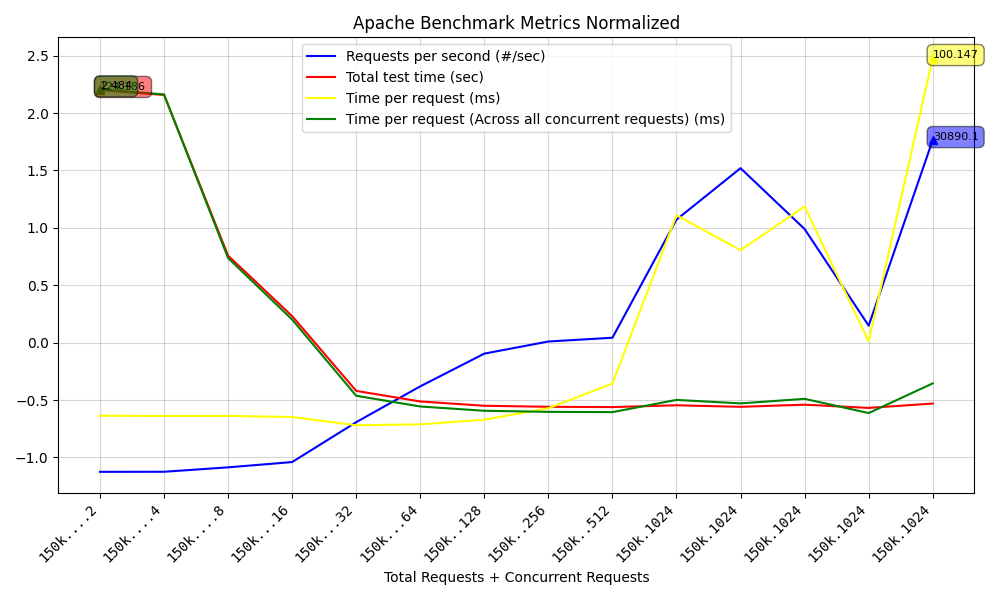 Apache Benchmark Metrics Normalized
Requests per second (#/sec)
Total test time (sec)
Time per request (ms)
Time per request (Across all concurrent requests) (ms)
2.484
100.147
30890.1
2.5
2.0
1.5
1.0
0.5
0.0
−0.5
−1.0
150k....2
150k....4
150k....8
150k...16
150k...32
150k...64
150k..128
150k..256
150k..512
150k.1024
150k.1024
150k.1024
150k.1024
150k.1024
Total Requests + Concurrent Requests